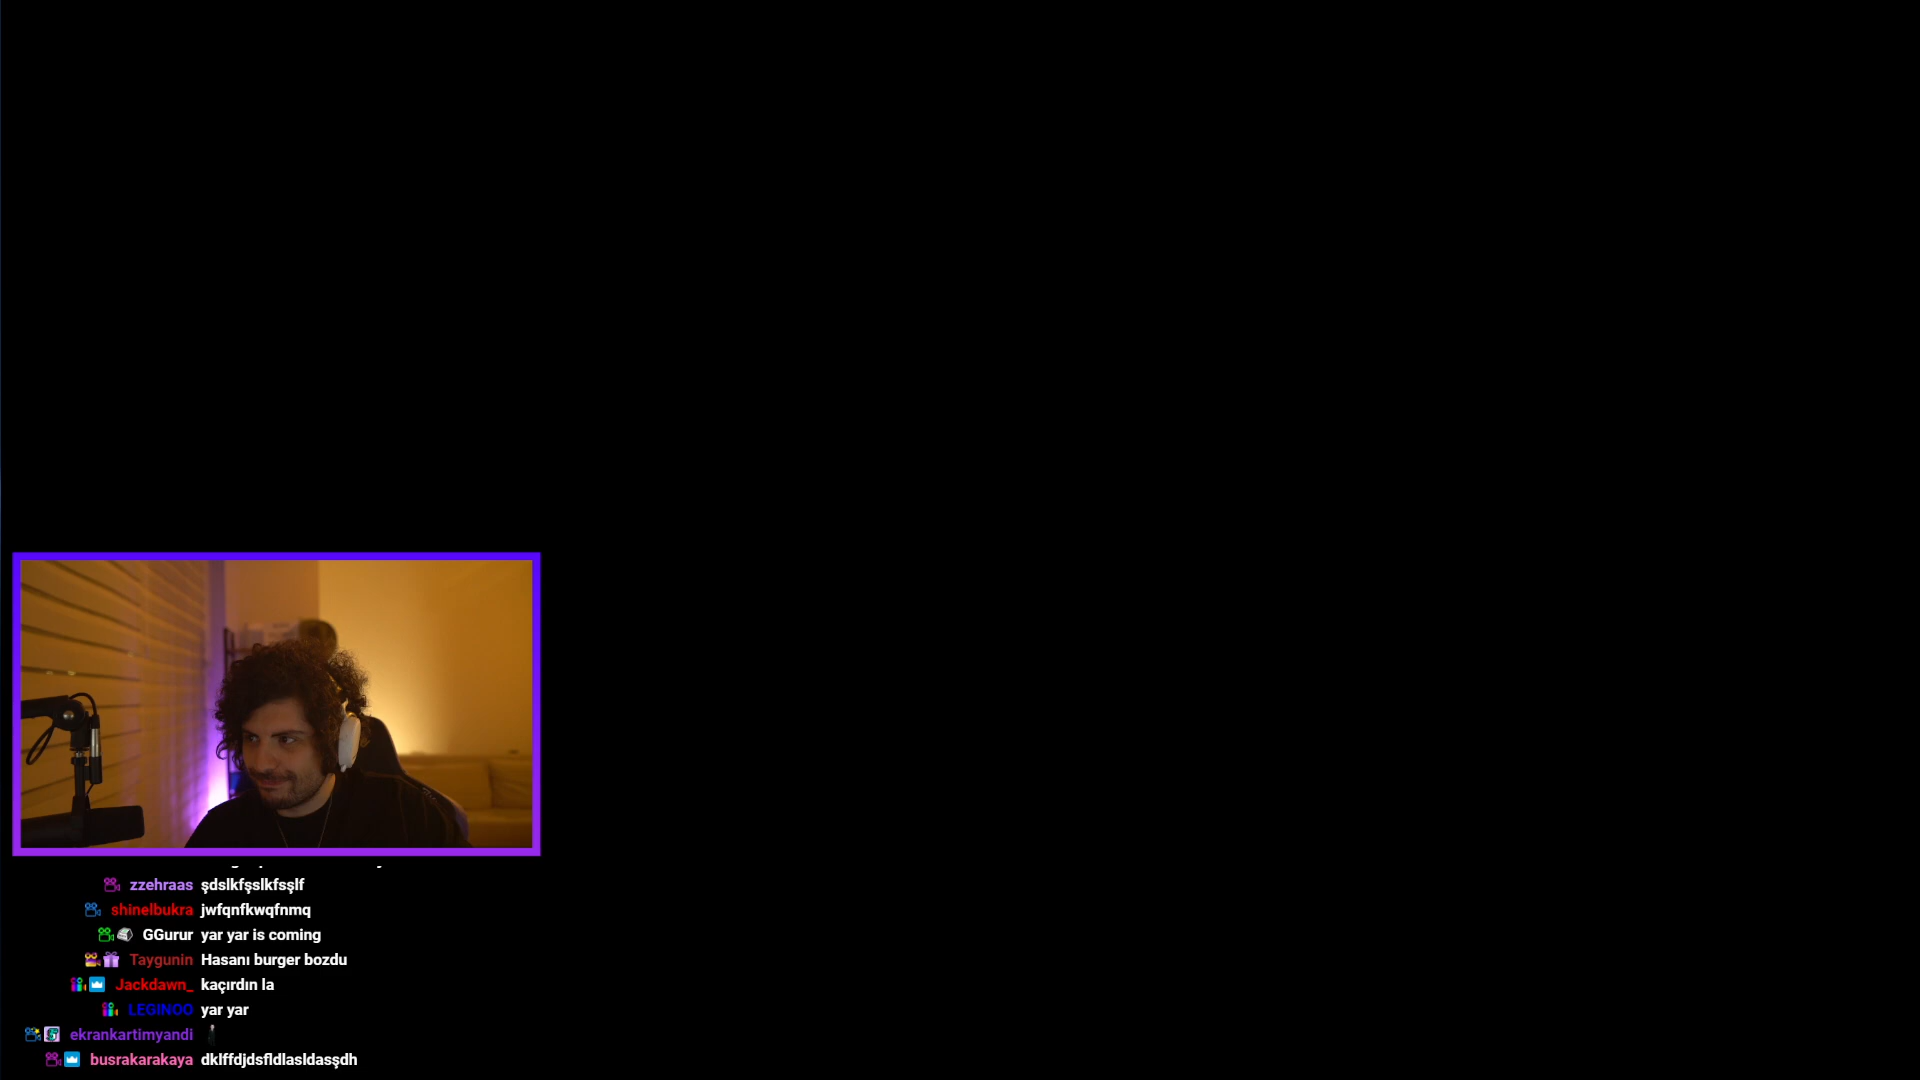 zzehraas şdslkfşslkfsşlf
shinelbukra jwfqnfkwqfnmq
GGurur yar yar is coming
Taygunin Hasanı burger bozdu
Jackdawn_ kaçırdın la
LEGINOO yar yar
ekrankartimyandi
busrakarakaya dklffdjdsfldlasldasşdh